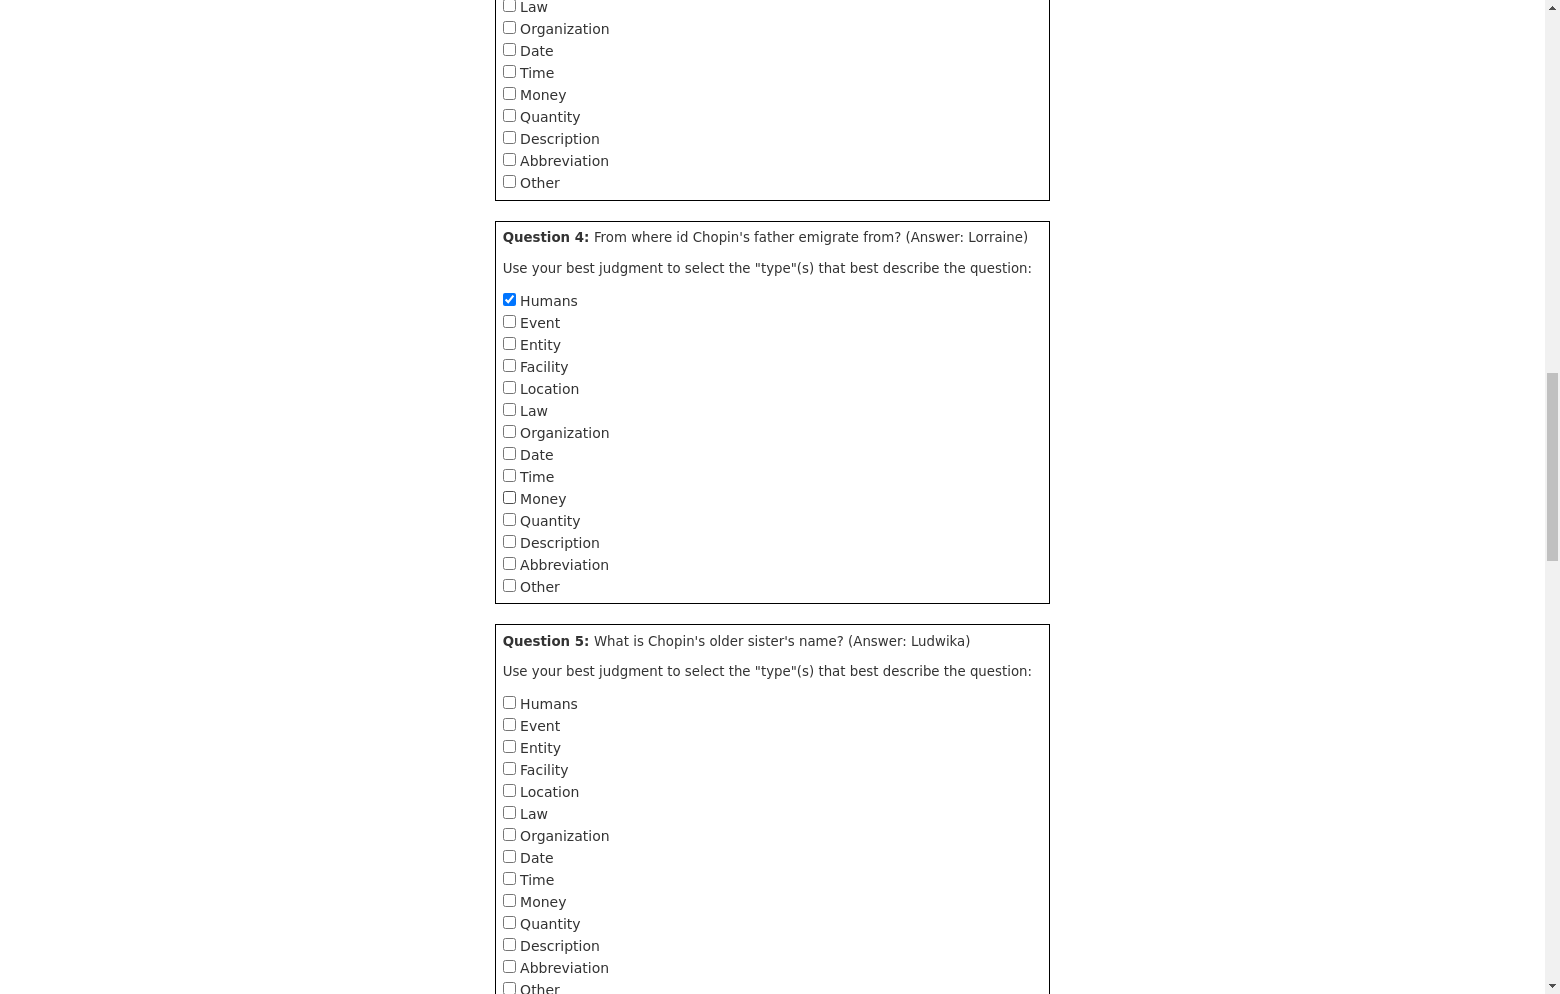 Law
Organization
Date
Time
Money
Quantity
Description
Abbreviation
Other
Question 4: From where id Chopin's father emigrate from? (Answer: Lorraine)
Use your best judgment to select the "type"(s) that best describe the question:
Humans
Event
Entity
Facility
Location
Law
Organization
Date
Time
Money
Quantity
Description
Abbreviation
Other
Question 5: What is Chopin's older sister's name? (Answer: Ludwika)
Use your best judgment to select the "type"(s) that best describe the question:
Humans
Event
Entity
Facility
Location
Law
Organization
Date
Time
Money
Quantity
Description
Abbreviation
Other